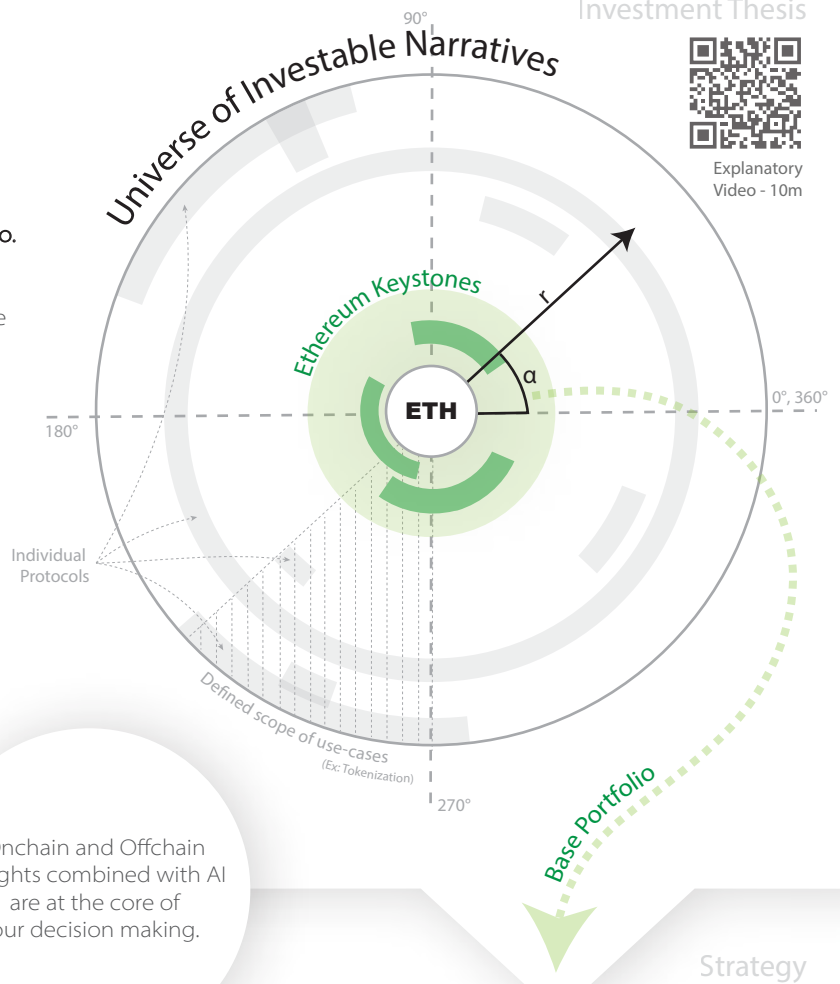 Investment Thesis
90°
Universe of Investable Narratives
Explanatory
Video - 10m
o.
e
Ethereum Keystones
r
α
ETH
0°, 360°
180°
Individual
Protocols
Defined scope of use-cases
(Ex: Tokenization)
270°
Base Portfolio
nchain and Offchain
ghts combined with AI
are at the core of
our decision making.
Strategy